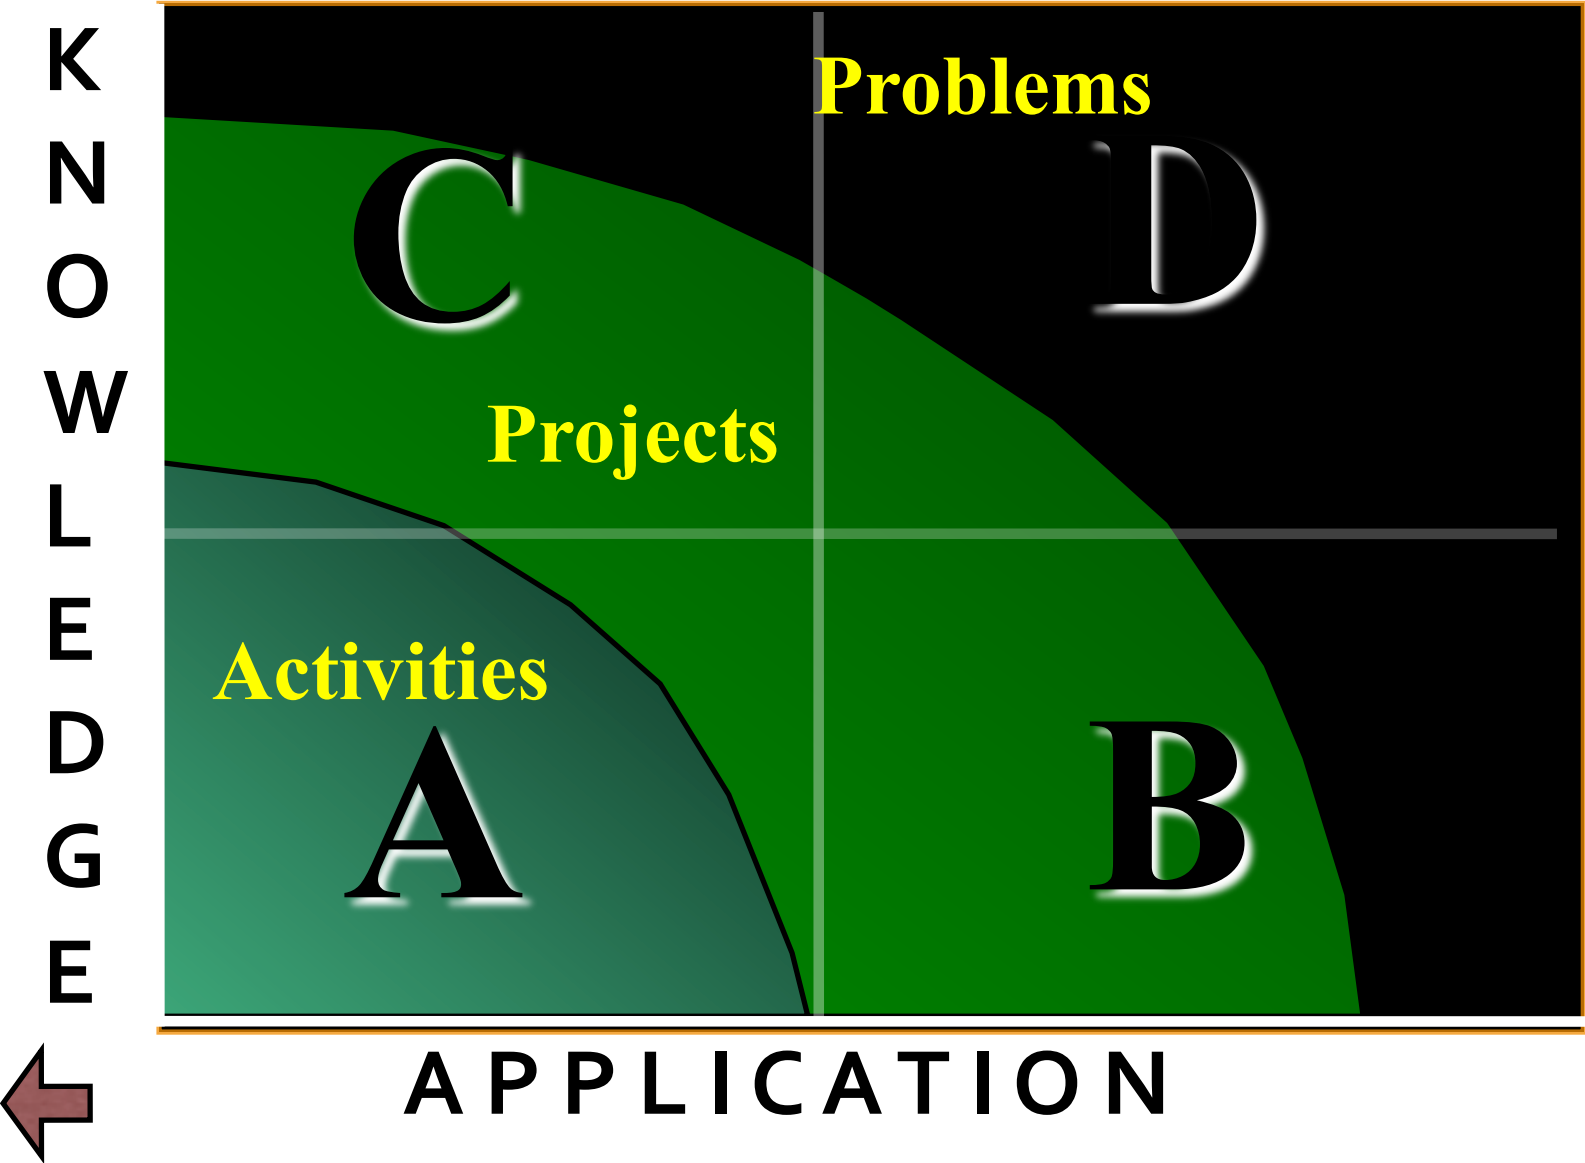 KNOWLEDGE
Problems
C D
Projects
Activities
A B
APPLICATION